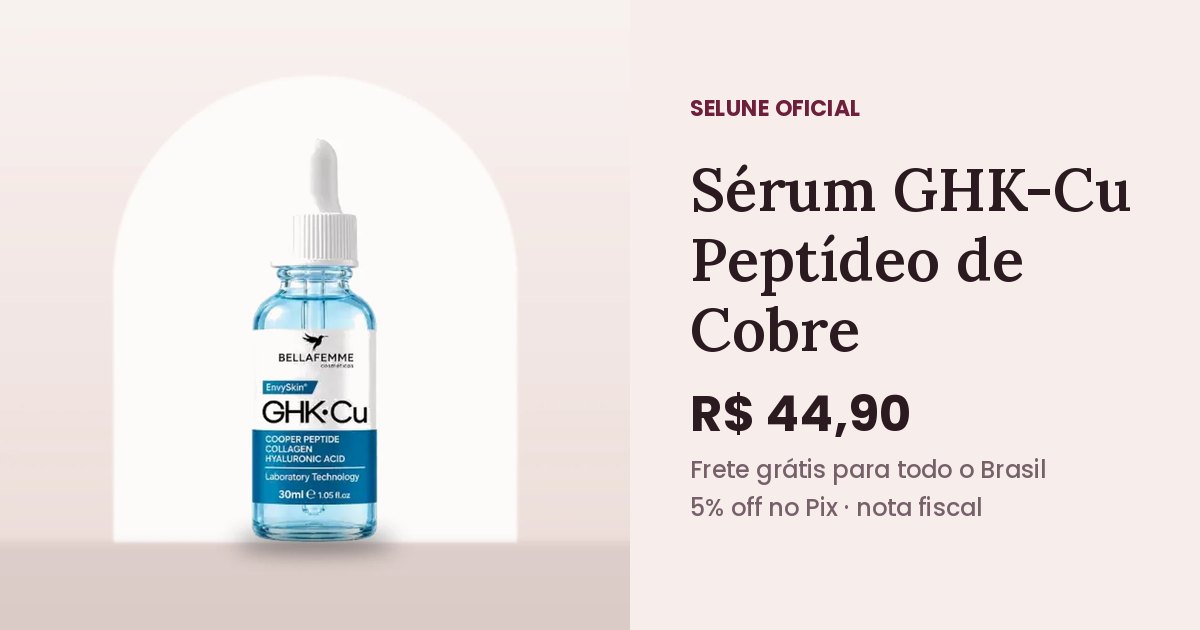 BELLAFEMME
cosméticos
EnvySkin®
GHK·Cu
COOPER PEPTIDE
COLLAGEN
HYALURONIC ACID
Laboratory Technology
30ml ℮ 1.05 fl.oz
SELUNE OFICIAL
Sérum GHK-Cu
Peptídeo de
Cobre
R$ 44,90
Frete grátis para todo o Brasil
5% off no Pix · nota fiscal